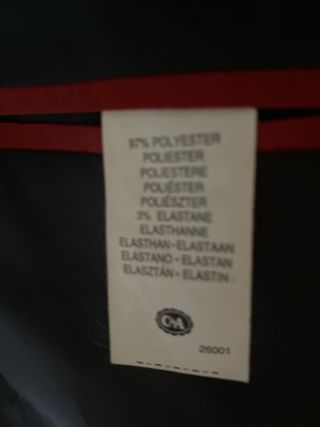 97% POLYESTER
POLIESTER
POLIESTERE
POLIÉSTER
POLIÉSZTER
3% ELASTANE
ELASTHANNE
ELASTHAN • ELASTAAN
ELASTANO • ELASTAN
ELASZTÁN • ELASTIN
C&A
26001